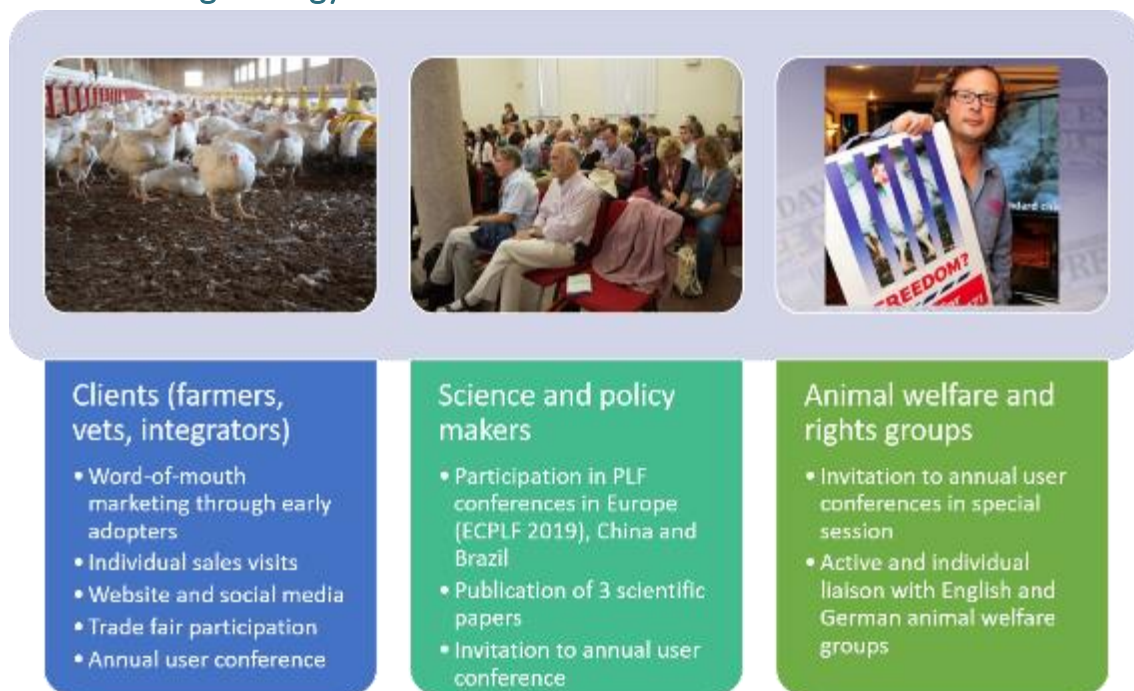 FREEDOM?
Clients (farmers,
vets, integrators)
• Word-of-mouth
marketing through early
adopters
• Individual sales visits
• Website and social media
• Trade fair participation
• Annual user conference
Science and policy
makers
• Participation in PLF
conferences in Europe
(ECPLF 2019), China and
Brazil
• Publication of 3 scientific
papers
• Invitation to annual user
conference
Animal welfare and
rights groups
• Invitation to annual user
conferences in special
session
• Active and individual
liaison with English and
German animal welfare
groups